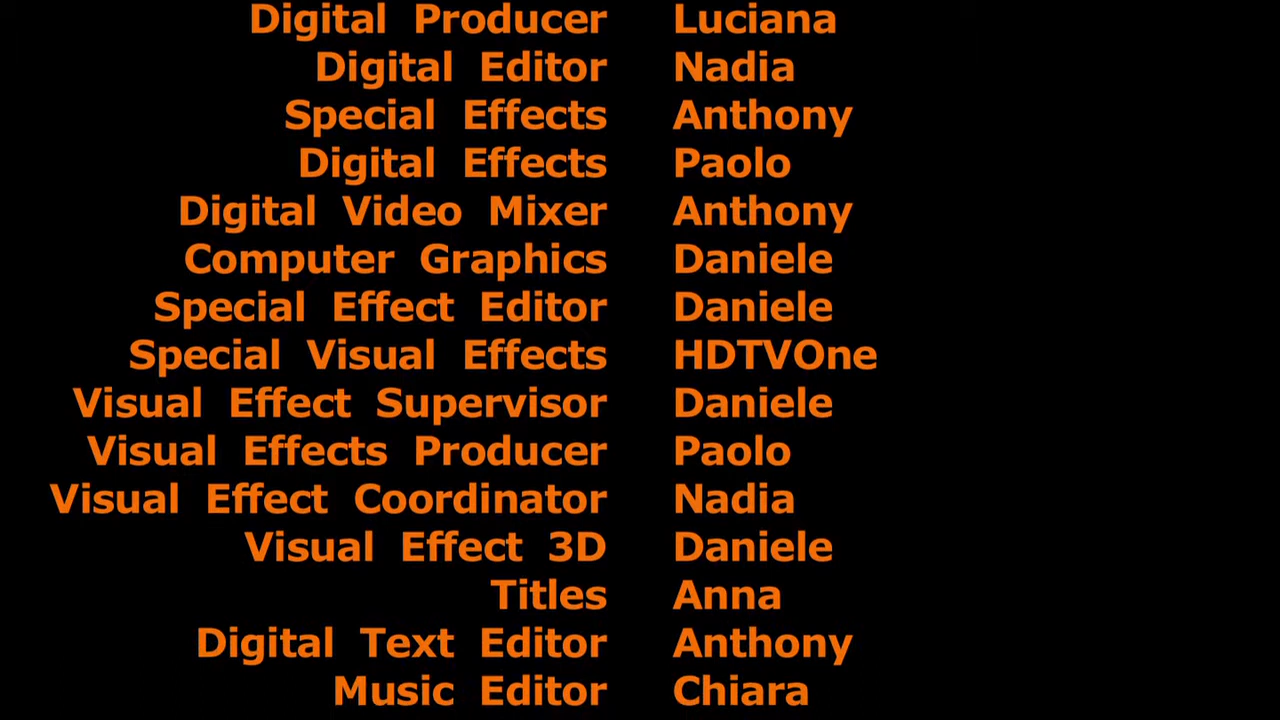 Digital Producer Luciana
Digital Editor Nadia
Special Effects Anthony
Digital Effects Paolo
Digital Video Mixer Anthony
Computer Graphics Daniele
Special Effect Editor Daniele
Special Visual Effects HDTVOne
Visual Effect Supervisor Daniele
Visual Effects Producer Paolo
Visual Effect Coordinator Nadia
Visual Effect 3D Daniele
Titles Anna
Digital Text Editor Anthony
Music Editor Chiara